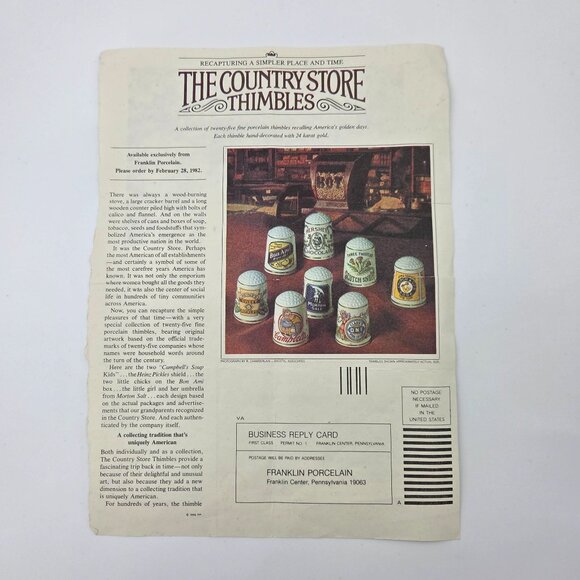 RECAPTURING A SIMPLER PLACE AND TIME
THE COUNTRY STORE
THIMBLES
A collection of twenty-five fine porcelain thimbles recalling America's golden days.
Each thimble hand-decorated with 24 karat gold.
Available exclusively from
Franklin Porcelain.
Please order by February 28, 1982.
There was always a wood-burning
stove, a large cracker barrel and a long
wooden counter piled high with bolts of
calico and flannel. And on the walls
were shelves of cans and boxes of soap,
tobacco, seeds and foodstuffs that sym-
bolized America's emergence as the
most productive nation in the world.
It was the Country Store. Perhaps
the most American of all establishments
—and certainly a symbol of some of
the most carefree years America has
known. It was not only the emporium
where women bought all the goods they
needed, it was also the center of social
life in hundreds of tiny communities
across America.
Now, you can recapture the simple
pleasures of that time—with a very
special collection of twenty-five fine
porcelain thimbles, bearing original
artwork based on the official trade-
marks of twenty-five companies whose
names were household words around
the turn of the century.
Here are the two "Campbell's Soup
Kids"...the Heinz Pickles shield...the
two little chicks on the Bon Ami
box...the little girl and her umbrella
from Morton Salt...each design based
on the actual packages and advertise-
ments that our grandparents recognized
in the Country Store. And each authen-
ticated by the company itself.
A collecting tradition that's
uniquely American
Both individually and as a collection,
The Country Store Thimbles provide a
fascinating trip back in time—not only
because of their delightful and unusual
art, but also because they add a new
dimension to a collecting tradition that
is uniquely American.
For hundreds of years, the thimble
HERSHEY'S
CHOCOLATE
Bon Ami
THREE THISTLES
SCOTCH SNUFF
MORTON
SALT
Campbell's
THIMBLES SHOWN APPROXIMATELY ACTUAL SIZE.
NO POSTAGE
NECESSARY
IF MAILED
IN THE
UNITED STATES
VIA
BUSINESS REPLY CARD
FIRST CLASS PERMIT NO. 1 FRANKLIN CENTER, PENNSYLVANIA
POSTAGE WILL BE PAID BY ADDRESSEE
FRANKLIN PORCELAIN
Franklin Center, Pennsylvania 19063
A